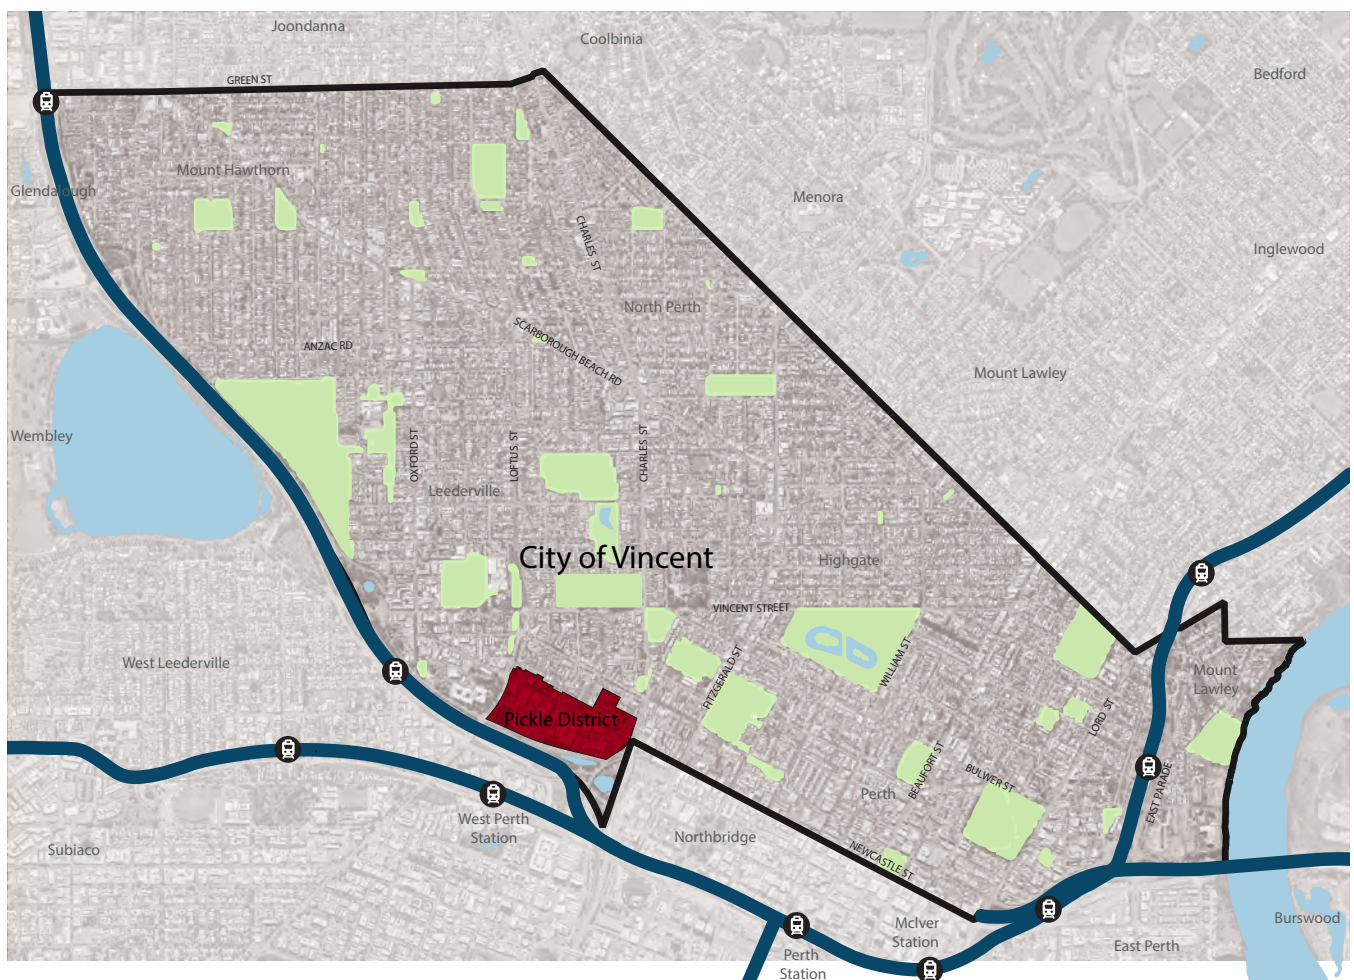 Joondanna
Coolbinia
GREEN ST
Bedford
Mount Hawthorn
Glendalough
Menora
CHARLES ST
Inglewood
North Perth
SCARBOROUGH BEACH RD
ANZAC RD
Mount Lawley
Wembley
OXFORD ST
LOFTUS ST
CHARLES ST
Leederville
City of Vincent
Highgate
VINCENT STREET
West Leederville
FITZGERALD ST
WILLIAM ST
Mount
Lawley
Pickle District
LORD ST
BEAUFORT ST
BULWER ST
EAST PARADE
Perth
West Perth
Station
Northbridge
Subiaco
NEWCASTLE ST
McIver
Station
Burswood
East Perth
Perth
Station